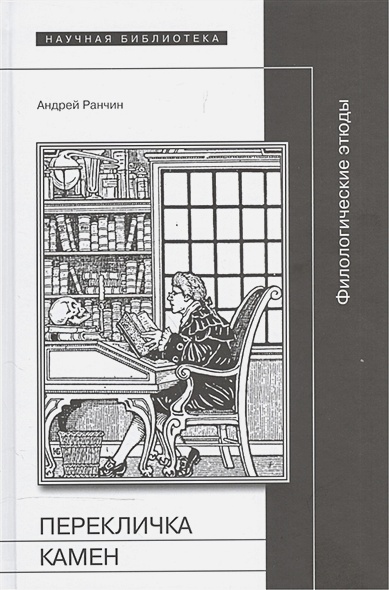 НАУЧНАЯ БИБЛИОТЕКА
Андрей Ранчин
Филологические этюды
ПЕРЕКЛИЧКА
КАМЕН